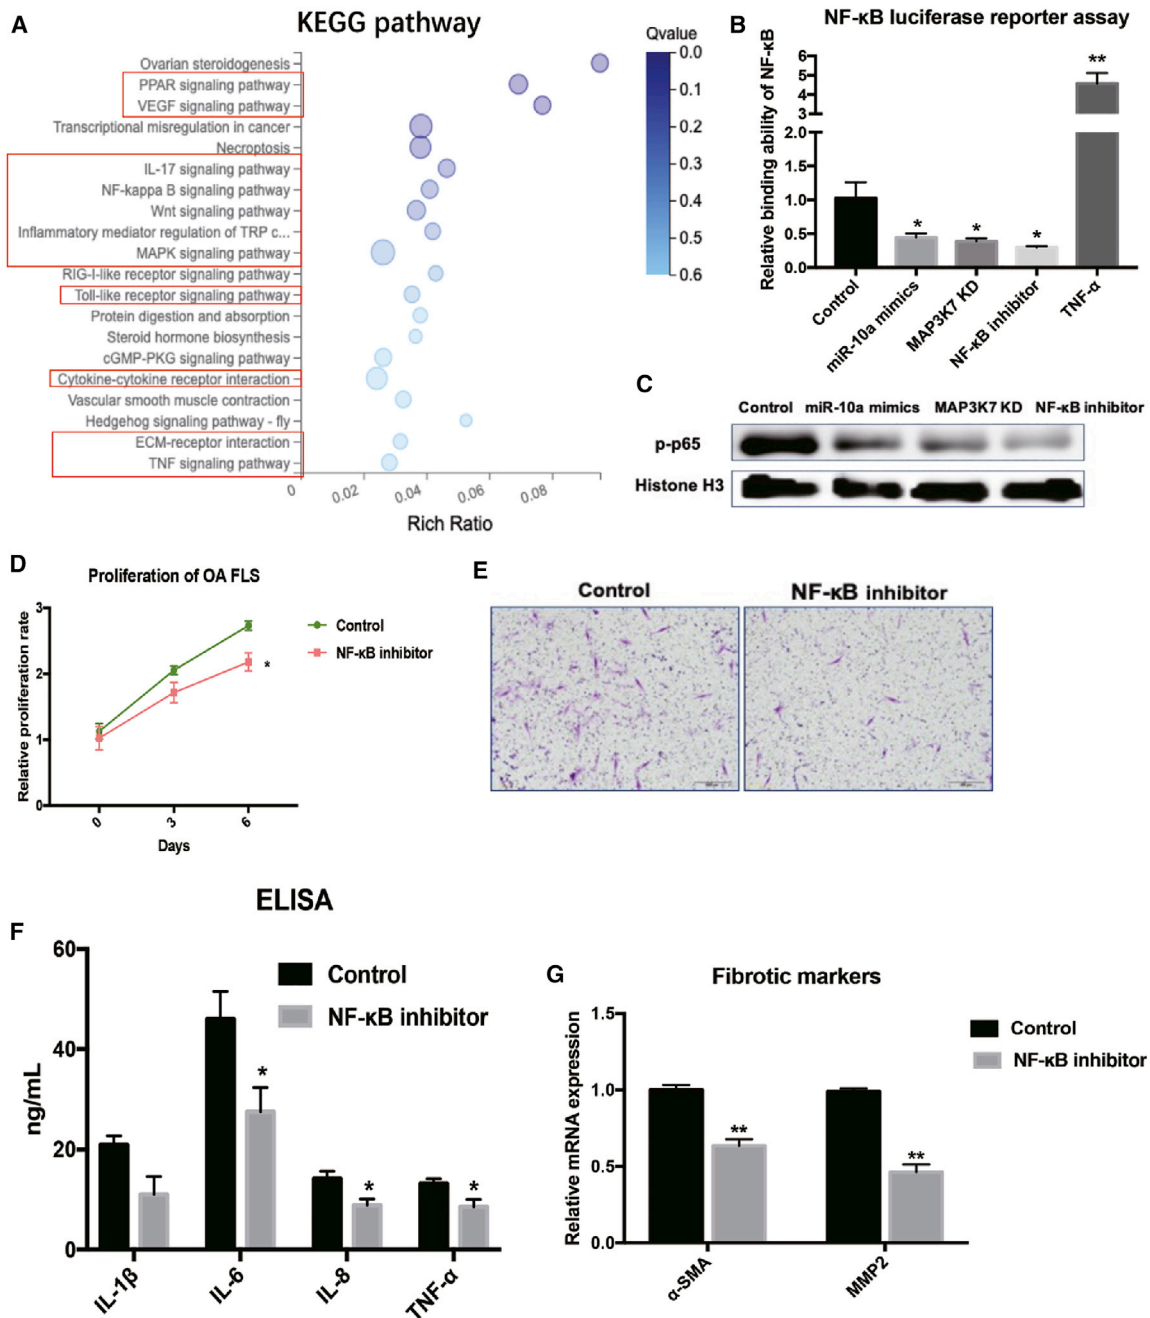 A
KEGG pathway
Qvalue
Ovarian steroidogenesis
PPAR signaling pathway
VEGF signaling pathway
Transcriptional misregulation in cancer
Necroptosis
IL-17 signaling pathway
NF-kappa B signaling pathway
Wnt signaling pathway
Inflammatory mediator regulation of TRP c...
MAPK signaling pathway
RIG-I-like receptor signaling pathway
Toll-like receptor signaling pathway
Protein digestion and absorption
Steroid hormone biosynthesis
cGMP-PKG signaling pathway
Cytokine-cytokine receptor interaction
Vascular smooth muscle contraction
Hedgehog signaling pathway - fly
ECM-receptor interaction
TNF signaling pathway
0 0.02 0.04 0.06 0.08
Rich Ratio
0.0
0.1
0.2
0.3
0.4
0.5
0.6
B
NF-κB luciferase reporter assay
Relative binding ability of NF-κB
6
5
4
3
2.0
1.5
1.0
0.5
0.0
* * * **
Control miR-10a mimics MAP3K7 KD NF-κB inhibitor TNF-α
C
Control miR-10a mimics MAP3K7 KD NF-κB inhibitor
p-p65
Histone H3
D
Proliferation of OA FLS
Relative proliferation rate
3
2
1
0
0 3 6
Days
Control
NF-κB inhibitor
*
E
Control NF-κB inhibitor
F
ELISA
ng/mL
60
40
20
0
Control
NF-κB inhibitor
* * *
IL-1β IL-6 IL-8 TNF-α
G
Fibrotic markers
Relative mRNA expression
1.5
1.0
0.5
0.0
Control
NF-κB inhibitor
** **
α-SMA MMP2